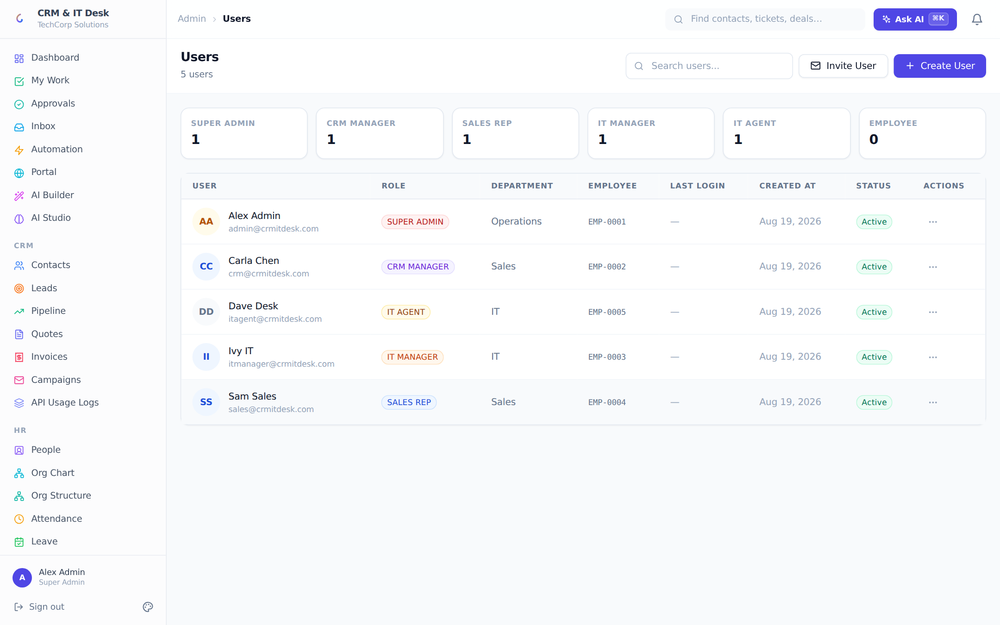 CRM & IT Desk
TechCorp Solutions
Admin
Users
Find contacts, tickets, deals...
Ask AI
⌘K
Dashboard
My Work
Approvals
Inbox
Automation
Portal
AI Builder
AI Studio
CRM
Contacts
Leads
Pipeline
Quotes
Invoices
Campaigns
API Usage Logs
HR
People
Org Chart
Org Structure
Attendance
Leave
Alex Admin
Super Admin
A
Sign out
Users
5 users
Search users...
Invite User
Create User
SUPER ADMIN
1
CRM MANAGER
1
SALES REP
1
IT MANAGER
1
IT AGENT
1
EMPLOYEE
0
USER ROLE DEPARTMENT EMPLOYEE LAST LOGIN CREATED AT STATUS ACTIONS
AA Alex Admin
admin@crmitdesk.com
SUPER ADMIN Operations EMP-0001 — Aug 19, 2026 Active ...
CC Carla Chen
crm@crmitdesk.com
CRM MANAGER Sales EMP-0002 — Aug 19, 2026 Active ...
DD Dave Desk
itagent@crmitdesk.com
IT AGENT IT EMP-0005 — Aug 19, 2026 Active ...
II Ivy IT
itmanager@crmitdesk.com
IT MANAGER IT EMP-0003 — Aug 19, 2026 Active ...
SS Sam Sales
sales@crmitdesk.com
SALES REP Sales EMP-0004 — Aug 19, 2026 Active ...